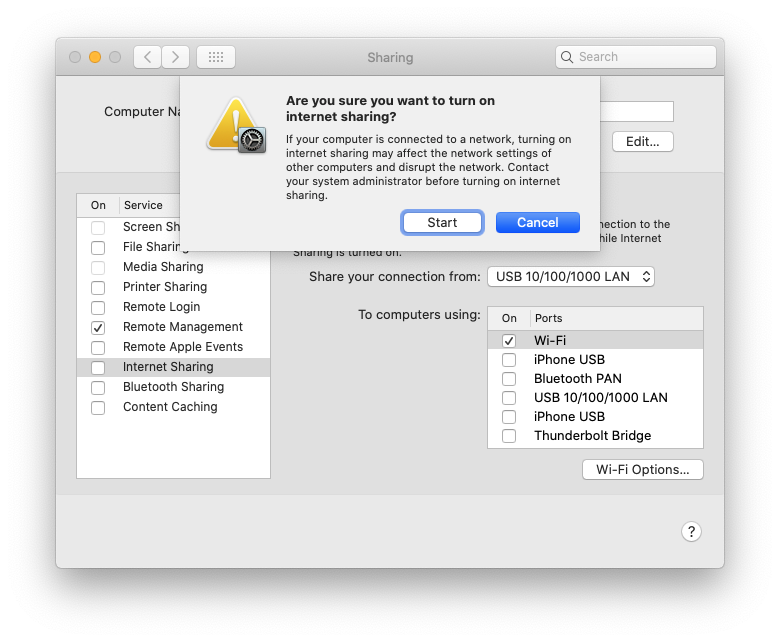 Sharing
Search
Are you sure you want to turn on
internet sharing?
If your computer is connected to a network, turning on
internet sharing may affect the network settings of
other computers and disrupt the network. Contact
your system administrator before turning on internet
sharing.
Start
Cancel
Computer
Edit...
On Service
Screen
File Sharing
Media Sharing
Printer Sharing
Remote Login
Remote Management
Remote Apple Events
Internet Sharing
Bluetooth Sharing
Content Caching
to the
Internet
Sharing is turned on.
Share your connection from: USB 10/100/1000 LAN
To computers using:
On Ports
Wi-Fi
iPhone USB
Bluetooth PAN
USB 10/100/1000 LAN
iPhone USB
Thunderbolt Bridge
Wi-Fi Options...
?